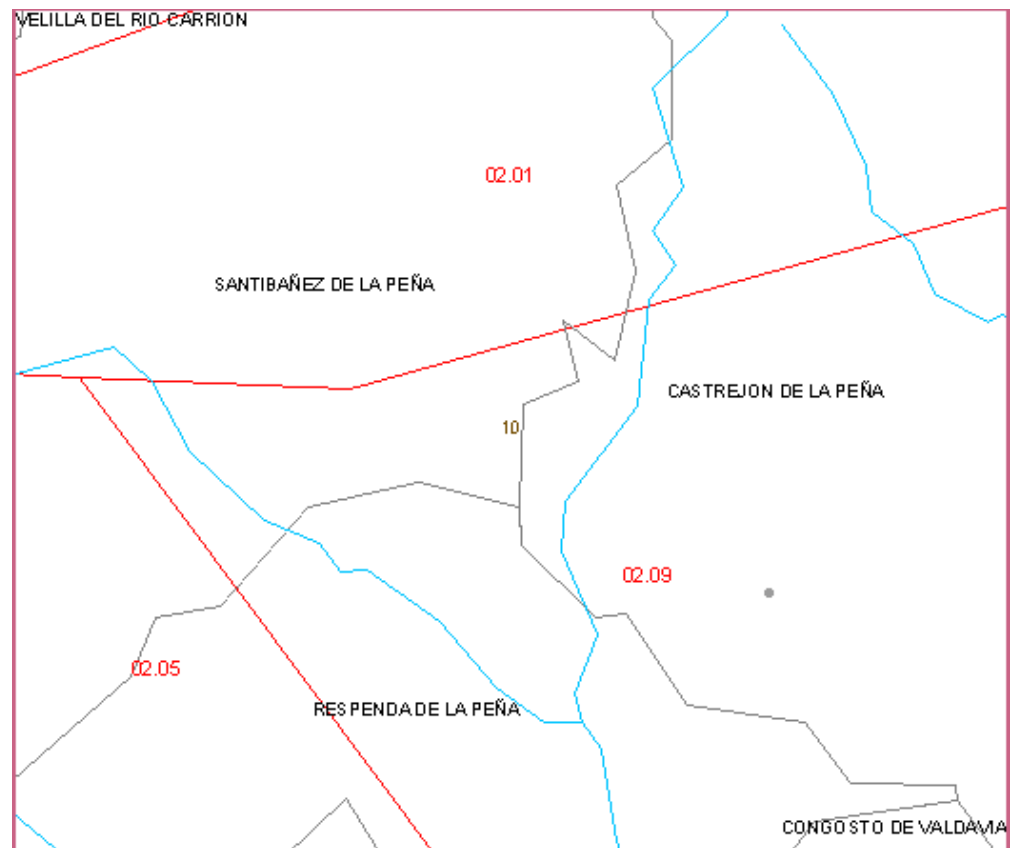 VELILLA DEL RIO CARRION
02.01
SANTIBAÑEZ DE LA PEÑA
CASTREJON DE LA PEÑA
10
02.09
02.05
RESPENDA DE LA PEÑA
CONGOSTO DE VALDAVIA